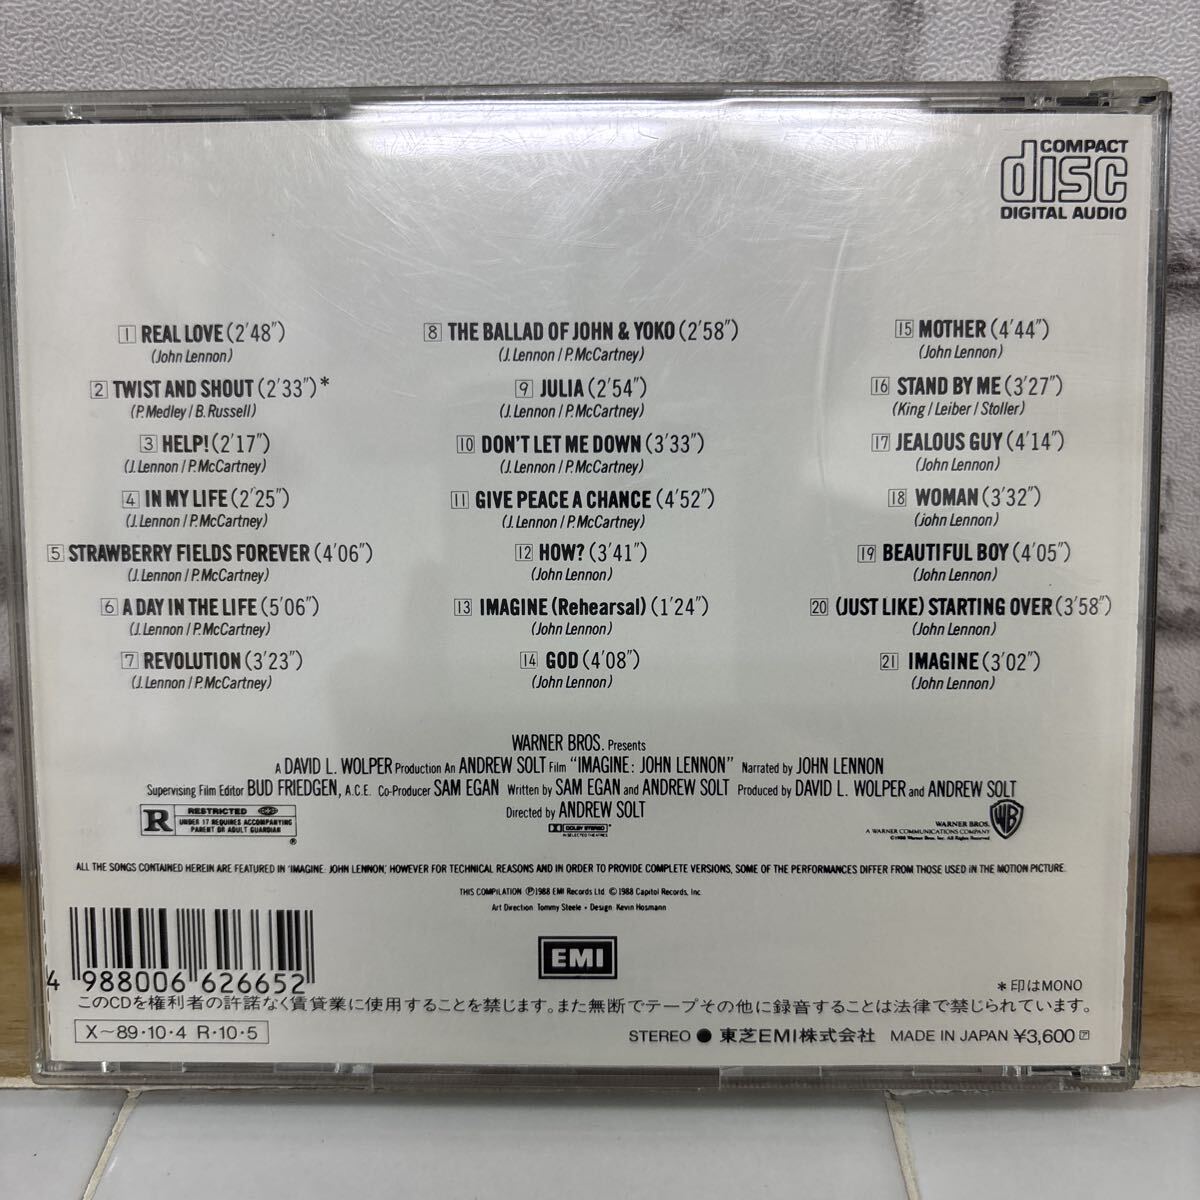 COMPACT
disc
DIGITAL AUDIO
1 REAL LOVE (2'48")
(John Lennon)
2 TWIST AND SHOUT (2'33")*
(P. Medley / B. Russell)
3 HELP! (2'17")
(J. Lennon / P. McCartney)
4 IN MY LIFE (2'25")
(J. Lennon / P. McCartney)
5 STRAWBERRY FIELDS FOREVER (4'06")
(J. Lennon / P. McCartney)
6 A DAY IN THE LIFE (5'06")
(J. Lennon / P. McCartney)
7 REVOLUTION (3'23")
(J. Lennon / P. McCartney)
8 THE BALLAD OF JOHN & YOKO (2'58")
(J. Lennon / P. McCartney)
9 JULIA (2'54")
(J. Lennon / P. McCartney)
10 DON'T LET ME DOWN (3'33")
(J. Lennon / P. McCartney)
11 GIVE PEACE A CHANCE (4'52")
(J. Lennon / P. McCartney)
12 HOW? (3'41")
(John Lennon)
13 IMAGINE (Rehearsal) (1'24")
(John Lennon)
14 GOD (4'08")
(John Lennon)
15 MOTHER (4'44")
(John Lennon)
16 STAND BY ME (3'27")
(King / Leiber / Stoller)
17 JEALOUS GUY (4'14")
(John Lennon)
18 WOMAN (3'32")
(John Lennon)
19 BEAUTIFUL BOY (4'05")
(John Lennon)
20 (JUST LIKE) STARTING OVER (3'58")
(John Lennon)
21 IMAGINE (3'02")
(John Lennon)
WARNER BROS. Presents
A DAVID L. WOLPER Production An ANDREW SOLT Film "IMAGINE: JOHN LENNON" Narrated by JOHN LENNON
Supervising Film Editor BUD FRIEDGEN, A.C.E. Co-Producer SAM EGAN Written by SAM EGAN and ANDREW SOLT Produced by DAVID L. WOLPER and ANDREW SOLT
Directed by ANDREW SOLT
R RESTRICTED
UNDER 17 REQUIRES ACCOMPANYING
PARENT OR ADULT GUARDIAN
®
DOLBY STEREO
IN SELECTED THEATRES
WARNER BROS.
A WARNER COMMUNICATIONS COMPANY
©1988 Warner Bros. Inc. All Rights Reserved
WB
ALL THE SONGS CONTAINED HEREIN ARE FEATURED IN 'IMAGINE: JOHN LENNON,' HOWEVER FOR TECHNICAL REASONS AND IN ORDER TO PROVIDE COMPLETE VERSIONS, SOME OF THE PERFORMANCES DIFFER FROM THOSE USED IN THE MOTION PICTURE.
THIS COMPILATION ℗1988 EMI Records Ltd ©1988 Capitol Records, Inc.
Art Direction Tommy Steele • Design Kevin Hosmann
EMI
4 988006 626652
*印はMONO
このCDを権利者の許諾なく賃貸業に使用することを禁じます。また無断でテープその他に録音することは法律で禁じられています。
X〜89・10・4 R・10・5
STEREO ● 東芝EMI株式会社 MADE IN JAPAN ¥3,600 ア